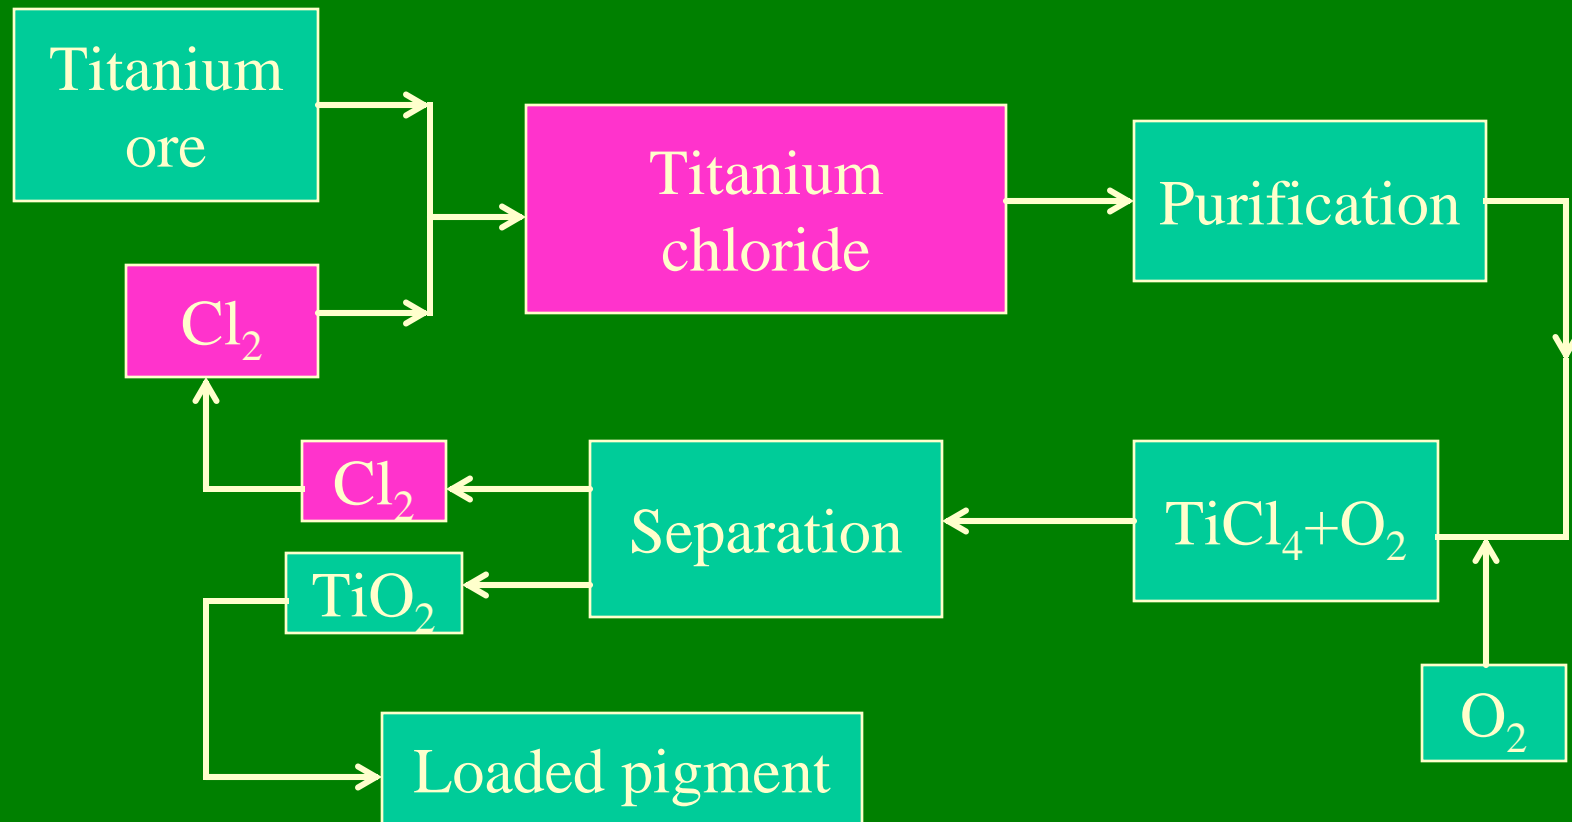 Titanium
ore
Titanium
chloride
Purification
Cl₂
Cl₂
Separation
TiCl₄+O₂
TiO₂
O₂
Loaded pigment